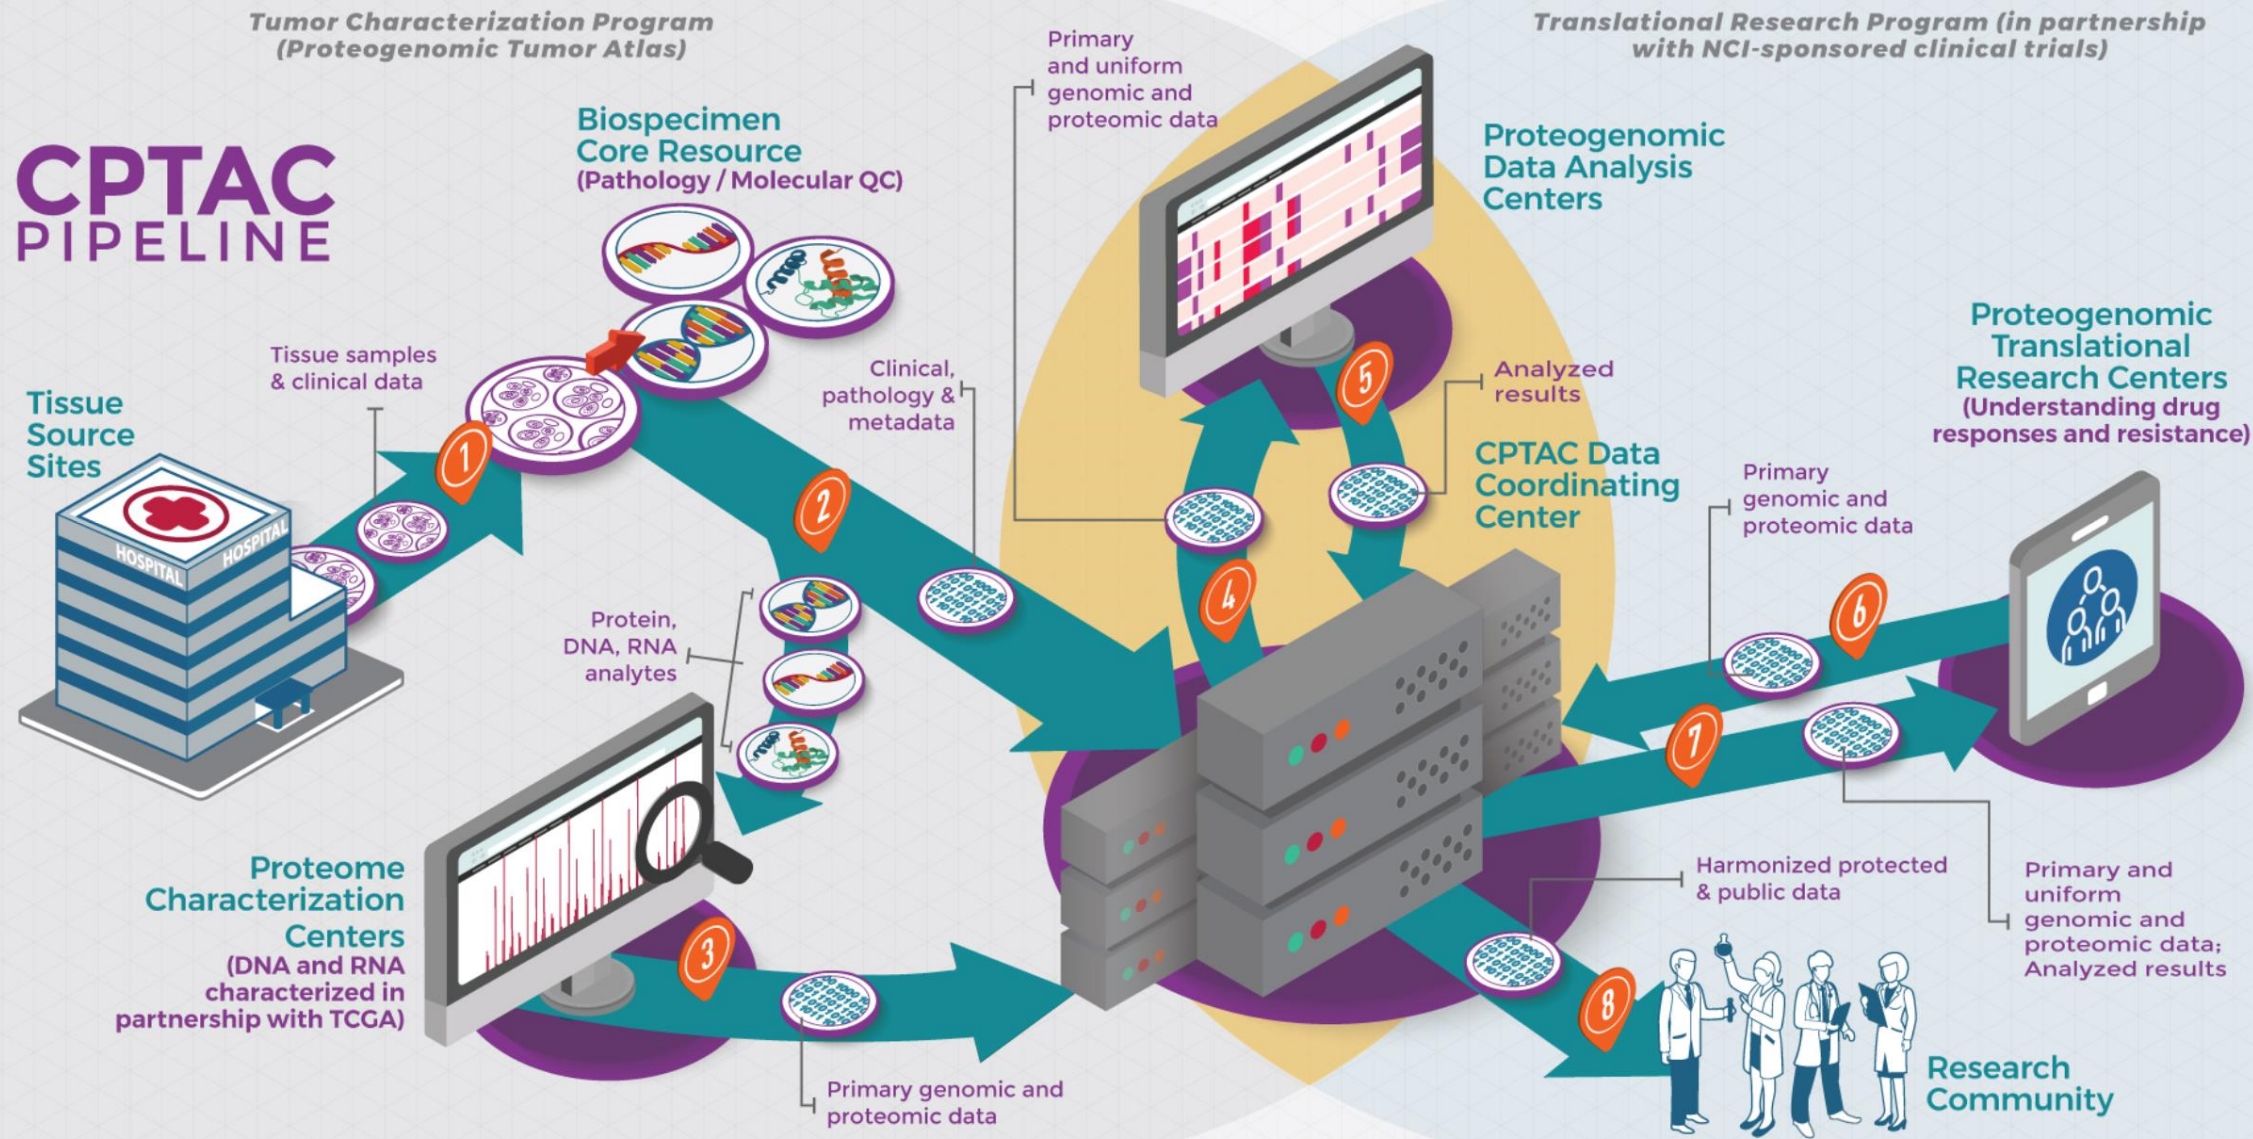 Tumor Characterization Program
(Proteogenomic Tumor Atlas)
Translational Research Program (in partnership
with NCI-sponsored clinical trials)
CPTAC
PIPELINE
Biospecimen
Core Resource
(Pathology / Molecular QC)
Primary
and uniform
genomic and
proteomic data
Proteogenomic
Data Analysis
Centers
Tissue samples
& clinical data
Tissue
Source
Sites
HOSPITAL
HOSPITAL
1
2
Clinical,
pathology &
metadata
Protein,
DNA, RNA
analytes
5
Analyzed
results
4
CPTAC Data
Coordinating
Center
Proteogenomic
Translational
Research Centers
(Understanding drug
responses and resistance)
Primary
genomic and
proteomic data
6
7
Proteome
Characterization
Centers
(DNA and RNA
characterized in
partnership with TCGA)
3
Primary genomic and
proteomic data
Harmonized protected
& public data
Primary and
uniform
genomic and
proteomic data;
Analyzed results
8
Research
Community